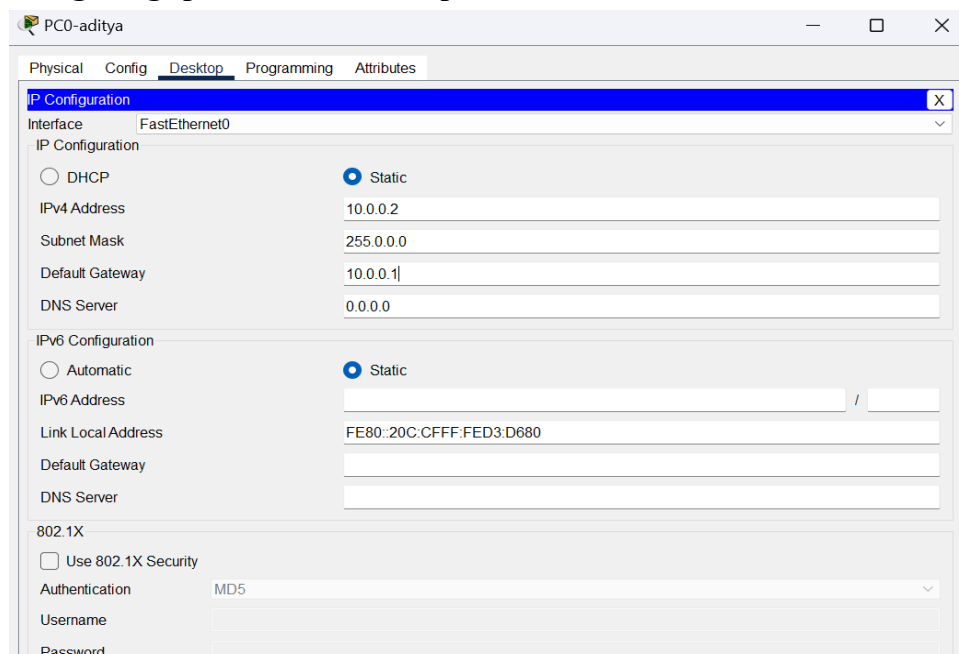 PC0-aditya
Physical Config Desktop Programming Attributes
IP Configuration X
Interface FastEthernet0
IP Configuration
DHCP Static
IPv4 Address 10.0.0.2
Subnet Mask 255.0.0.0
Default Gateway 10.0.0.1
DNS Server 0.0.0.0
IPv6 Configuration
Automatic Static
IPv6 Address /
Link Local Address FE80::20C:CFFF:FED3:D680
Default Gateway
DNS Server
802.1X
Use 802.1X Security
Authentication MD5
Username
Password